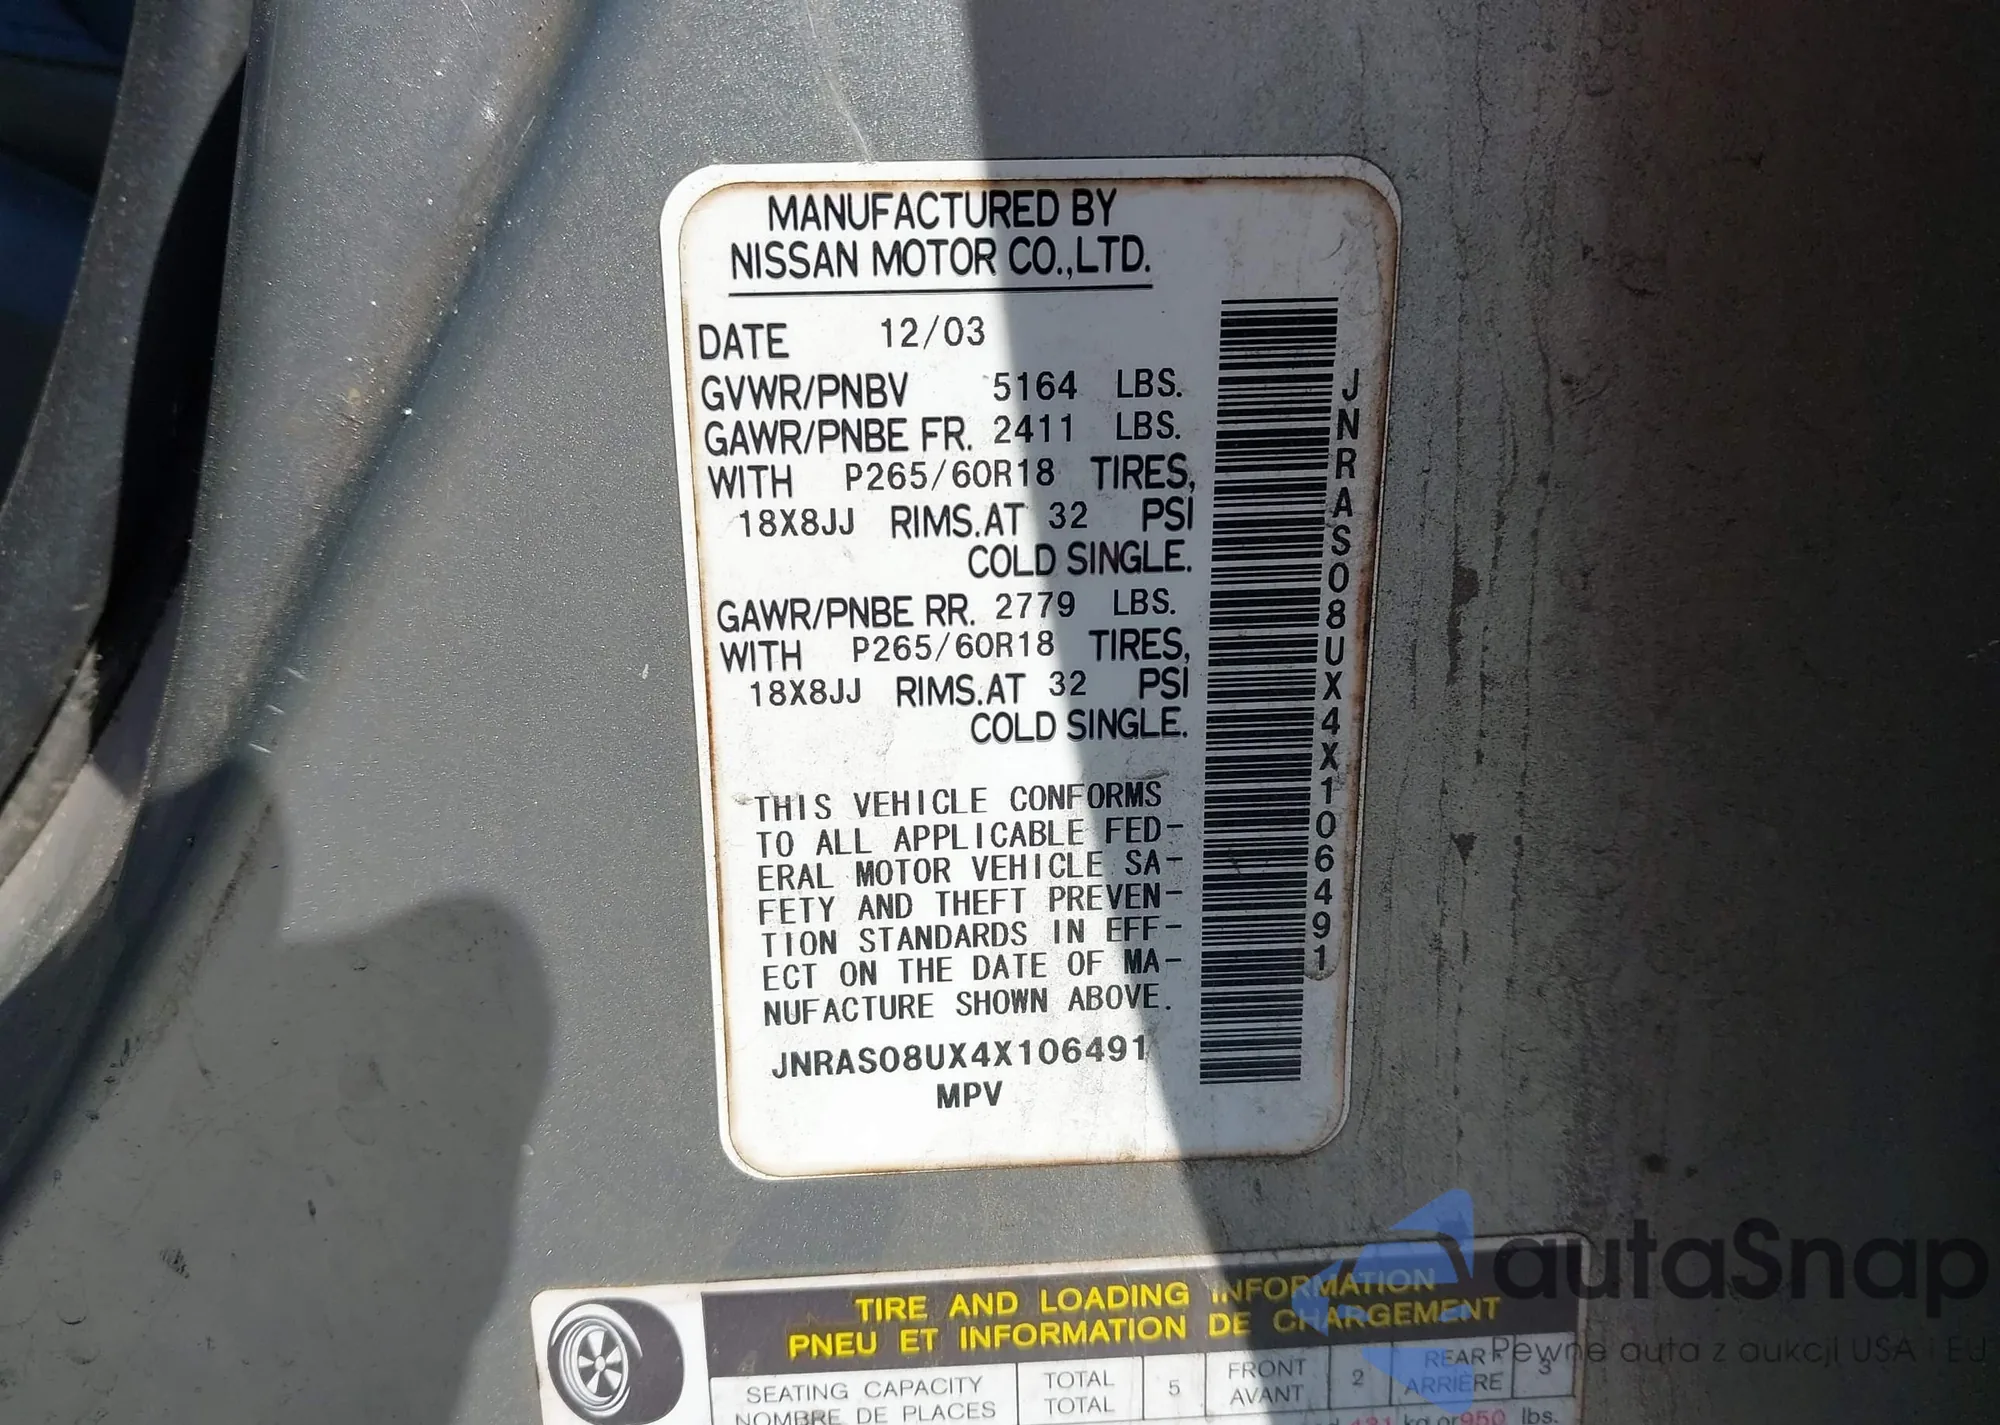 MANUFACTURED BY
NISSAN MOTOR CO.,LTD.
DATE 12/03
GVWR/PNBV 5164 LBS.
GAWR/PNBE FR. 2411 LBS.
WITH P265/60R18 TIRES,
18X8JJ RIMS.AT 32 PSI
COLD SINGLE.
GAWR/PNBE RR. 2779 LBS.
WITH P265/60R18 TIRES,
18X8JJ RIMS.AT 32 PSI
COLD SINGLE.
THIS VEHICLE CONFORMS
TO ALL APPLICABLE FED-
ERAL MOTOR VEHICLE SA-
FETY AND THEFT PREVEN-
TION STANDARDS IN EFF-
ECT ON THE DATE OF MA-
NUFACTURE SHOWN ABOVE.
JNRAS08UX4X106491
MPV
JNRAS08UX4X106491
TIRE AND LOADING INFORMATION
PNEU ET INFORMATION DE CHARGEMENT
SEATING CAPACITY TOTAL 5 FRONT 2 REAR 3
NOMBRE DE PLACES TOTAL AVANT ARRIÈRE
kg or 950 lbs.
autaSnap
Pewne auta z aukcji USA i EU